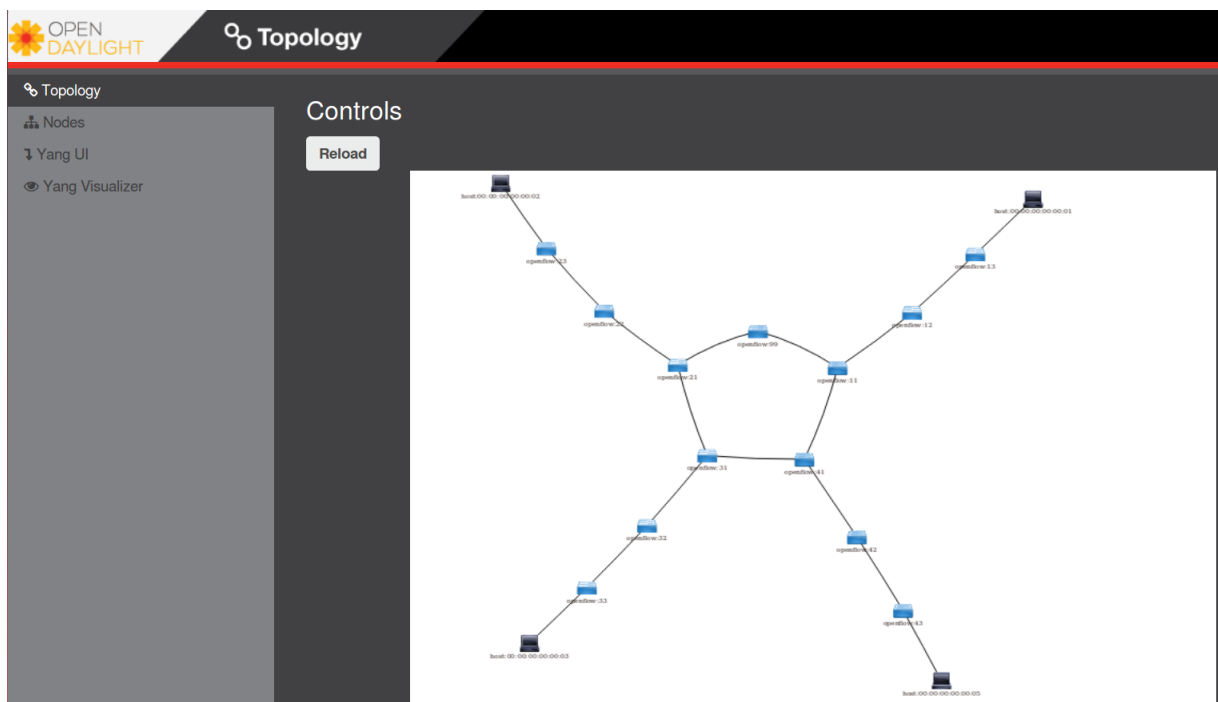 OPEN
DAYLIGHT
Topology
Topology
Nodes
Yang UI
Yang Visualizer
Controls
Reload
host:00:00:00:00:00:02
host:00:00:00:00:00:01
openflow:23
openflow:13
openflow:22
openflow:12
openflow:99
openflow:21
openflow:11
openflow:31
openflow:41
openflow:32
openflow:42
openflow:33
openflow:43
host:00:00:00:00:00:03
host:00:00:00:00:00:05